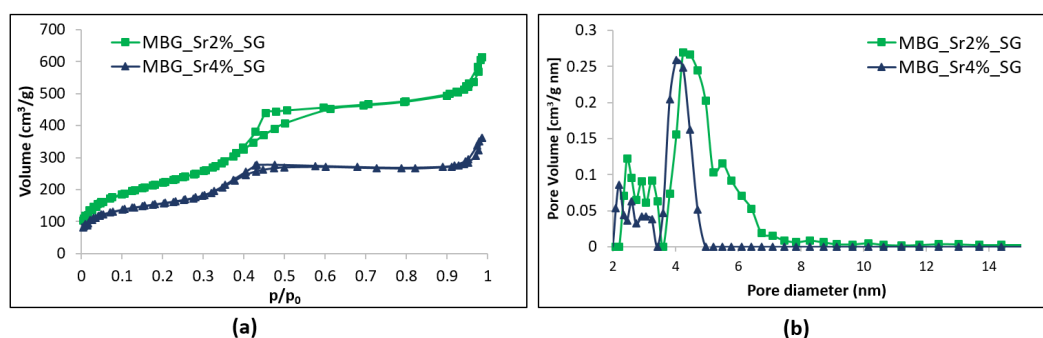 MBG_Sr2%_SG
MBG_Sr4%_SG
Volume (cm³/g)
700
600
500
400
300
200
100
0
0 0.1 0.2 0.3 0.4 0.5 0.6 0.7 0.8 0.9 1
p/p₀
(a)
MBG_Sr2%_SG
MBG_Sr4%_SG
Pore Volume [cm³/g nm]
0.3
0.25
0.2
0.15
0.1
0.05
0
2 4 6 8 10 12 14
Pore diameter (nm)
(b)